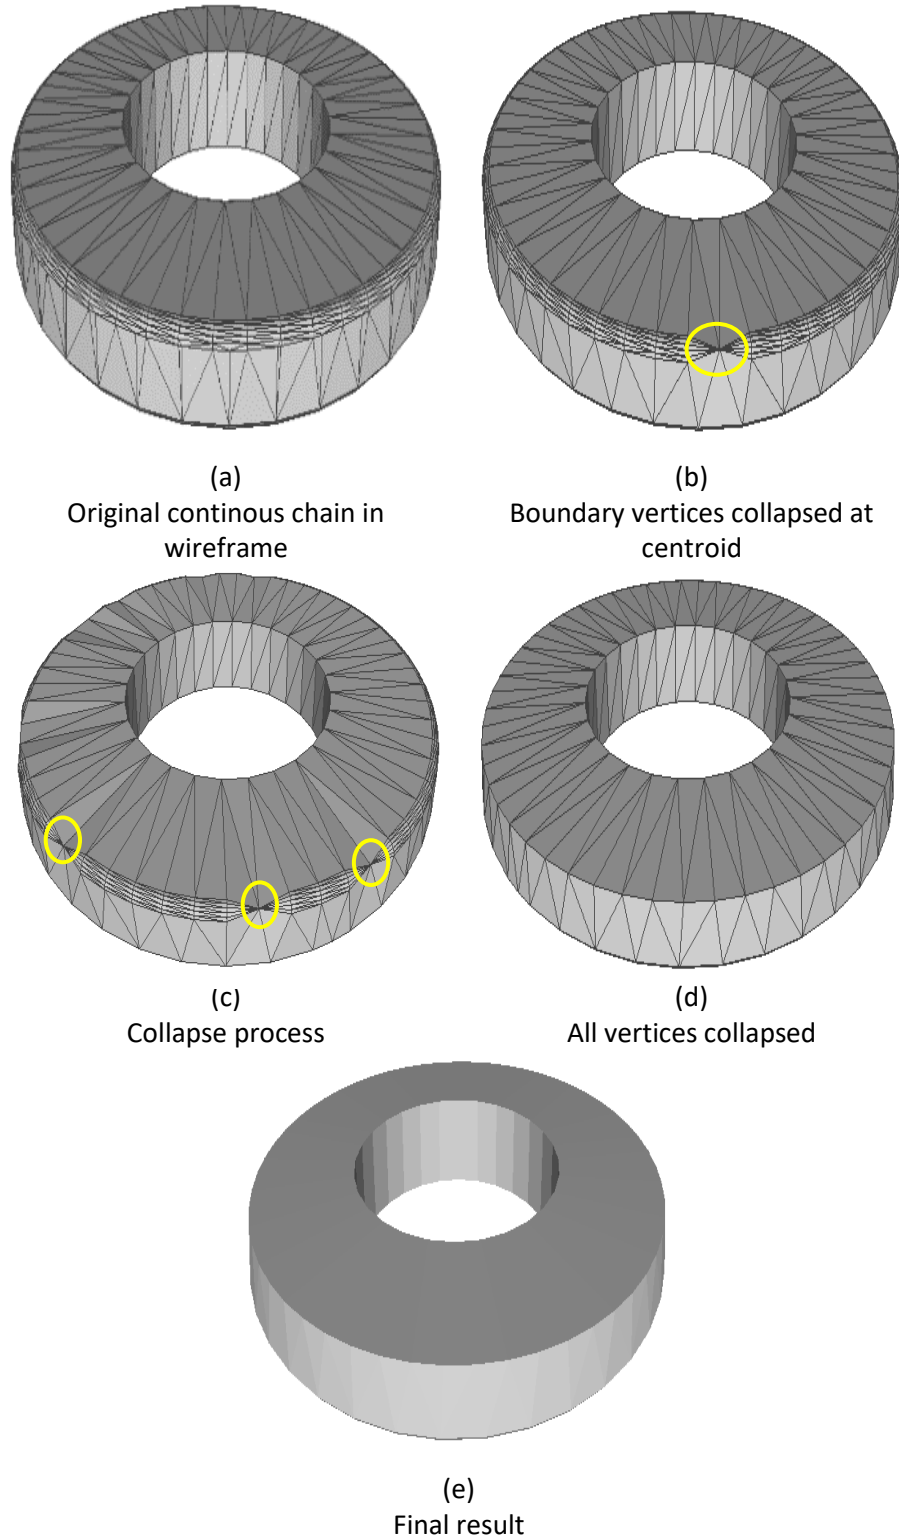 (a)
Original continous chain in
wireframe
(b)
Boundary vertices collapsed at
centroid
(c)
Collapse process
(d)
All vertices collapsed
(e)
Final result